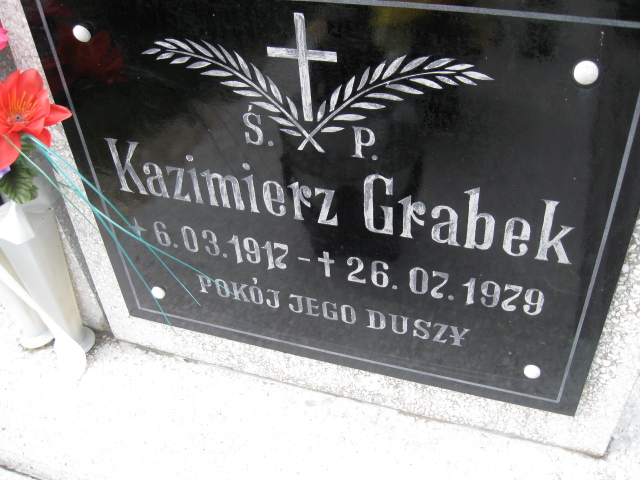 Ś. P.
Kazimierz Grabek
* 6.03.1917 - † 26.07.1979
POKÓJ JEGO DUSZY